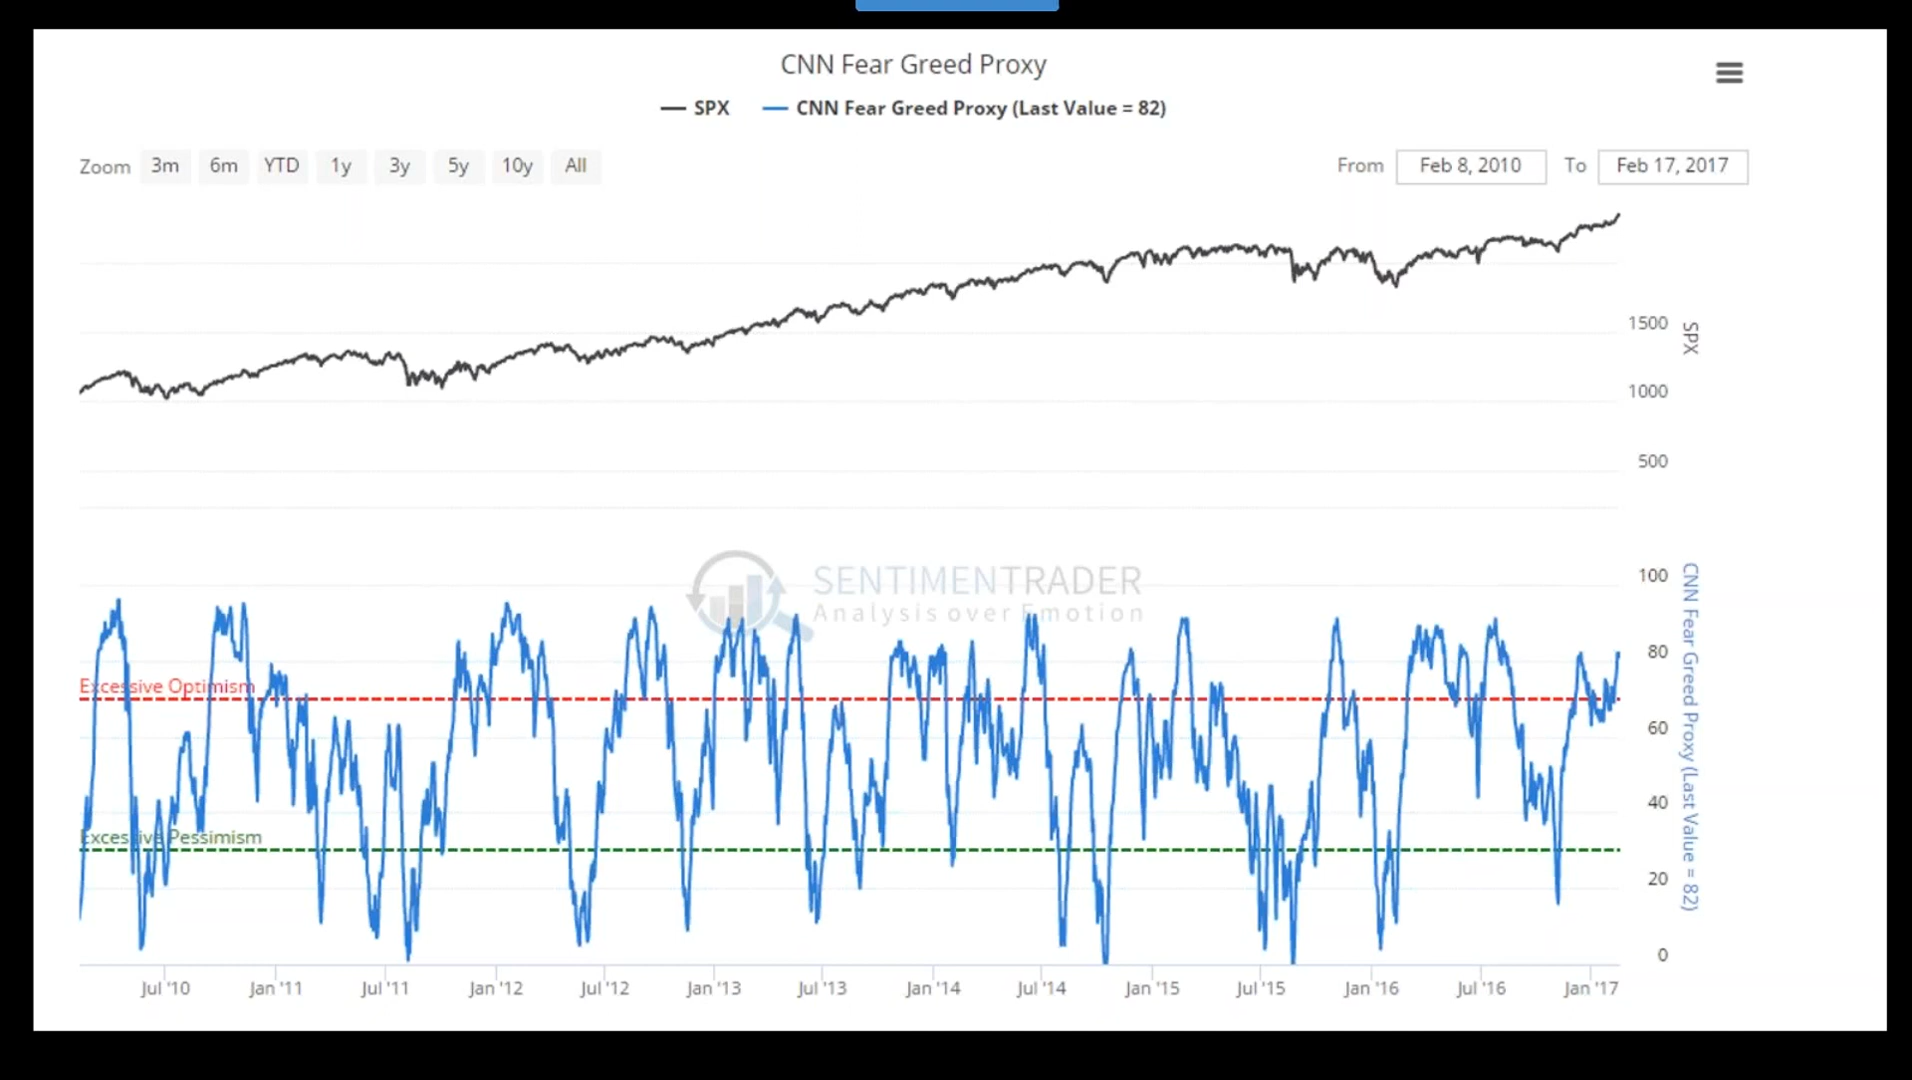 CNN Fear Greed Proxy
SPX CNN Fear Greed Proxy (Last Value = 82)
Zoom 3m 6m YTD 1y 3y 5y 10y All From Feb 8, 2010 To Feb 17, 2017
1500
SPX
1000
500
SENTIMENTRADER
Analysis over Emotion
100
80
Excessive Optimism
60
40
Excessive Pessimism
20
0
CNN Fear Greed Proxy (Last Value = 82)
Jul '10 Jan '11 Jul '11 Jan '12 Jul '12 Jan '13 Jul '13 Jan '14 Jul '14 Jan '15 Jul '15 Jan '16 Jul '16 Jan '17